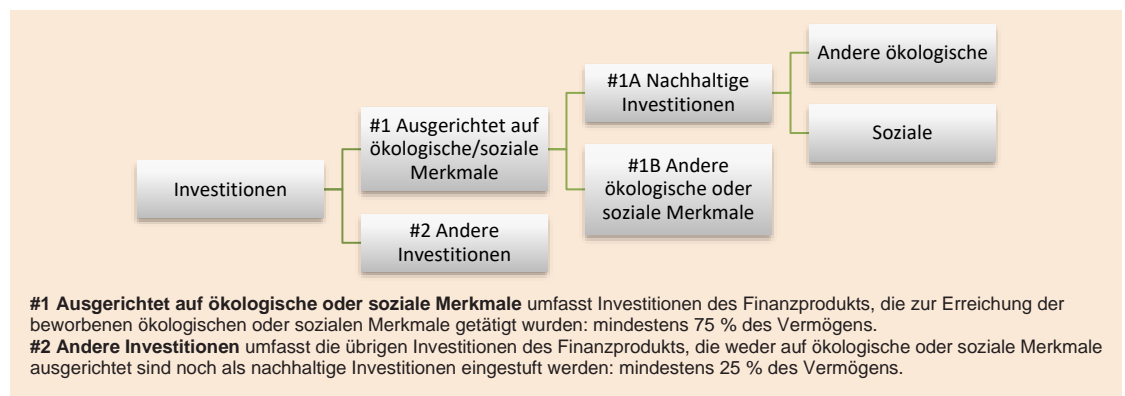 Investitionen
#1 Ausgerichtet auf
ökologische/soziale
Merkmale
#2 Andere
Investitionen
#1A Nachhaltige
Investitionen
#1B Andere
ökologische oder
soziale Merkmale
Andere ökologische
Soziale
#1 Ausgerichtet auf ökologische oder soziale Merkmale umfasst Investitionen des Finanzprodukts, die zur Erreichung der
beworbenen ökologischen oder sozialen Merkmale getätigt wurden: mindestens 75 % des Vermögens.
#2 Andere Investitionen umfasst die übrigen Investitionen des Finanzprodukts, die weder auf ökologische oder soziale Merkmale
ausgerichtet sind noch als nachhaltige Investitionen eingestuft werden: mindestens 25 % des Vermögens.